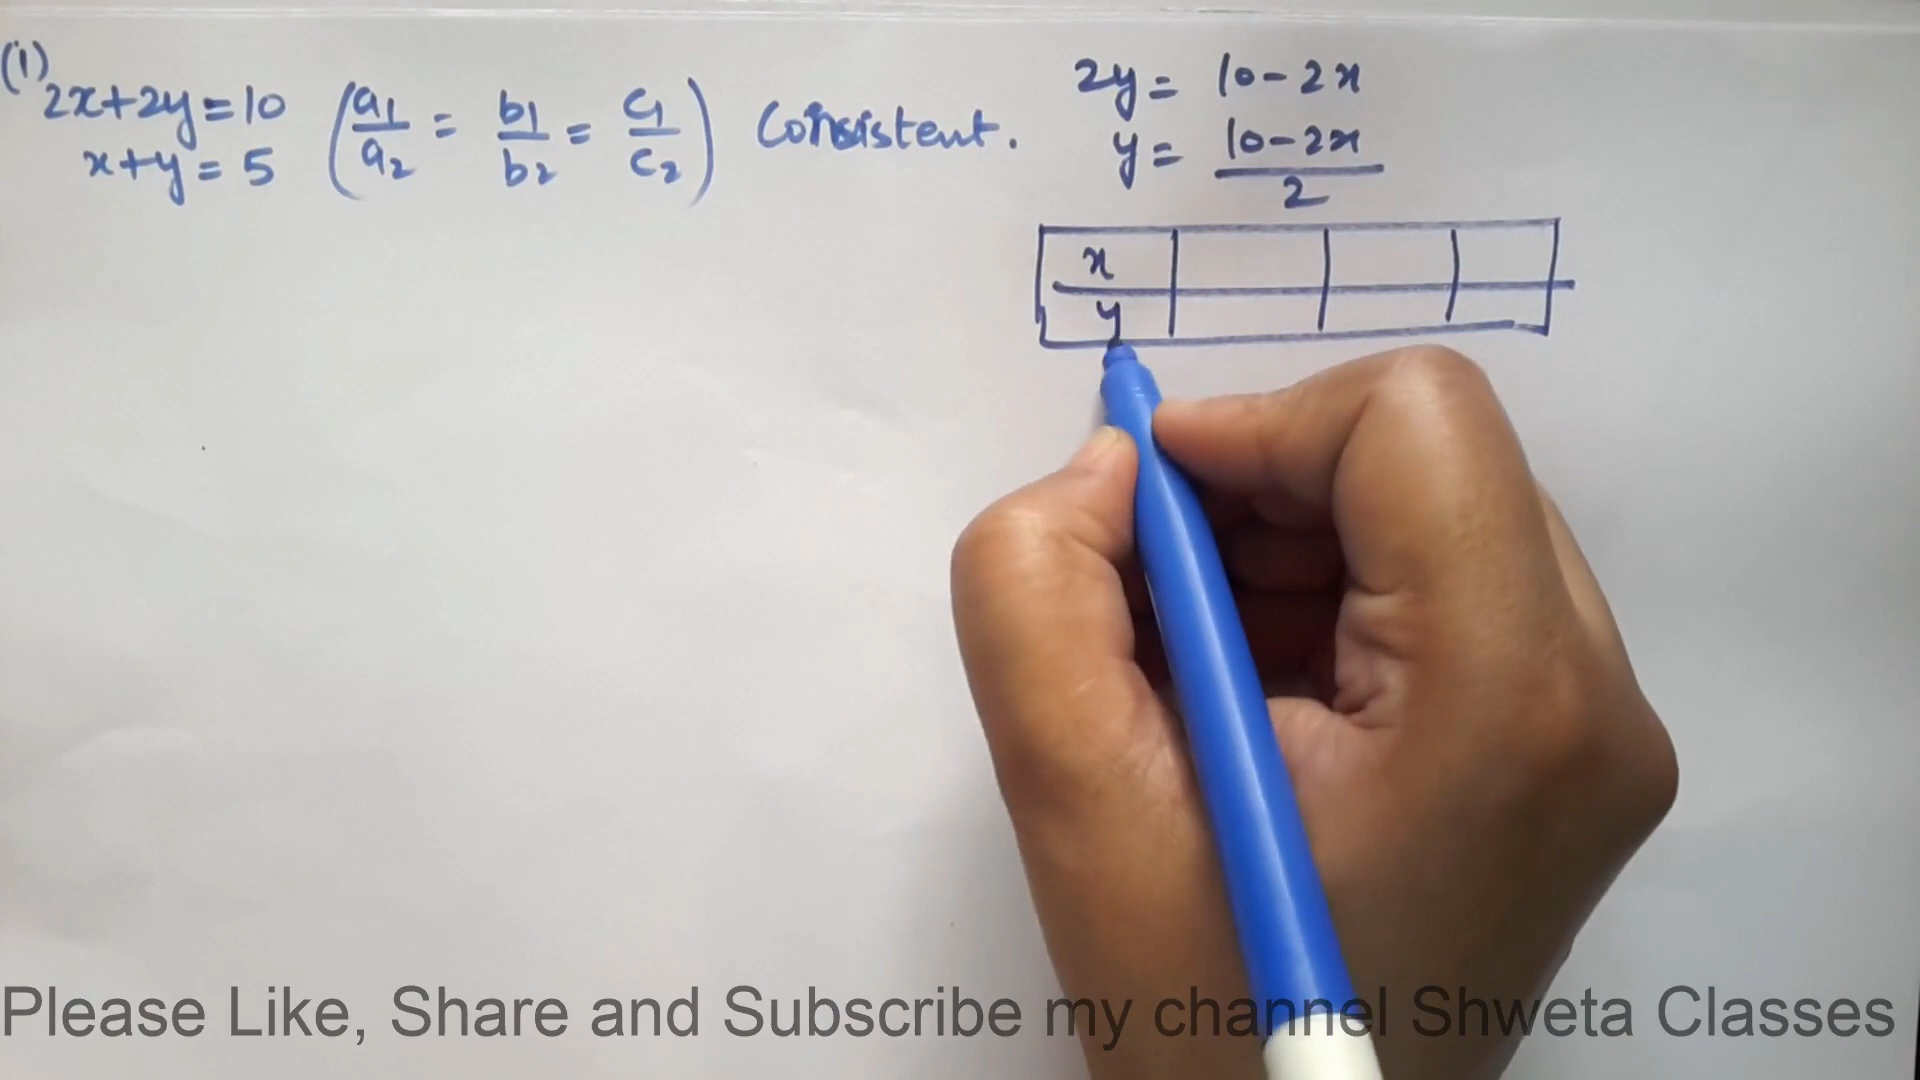 (1)
2x+2y=10 (a1/a2 = b1/b2 = c1/c2) Consistent.
x+y=5
2y= 10-2x
y= 10-2x/2
x
y
Please Like, Share and Subscribe my channel Shweta Classes